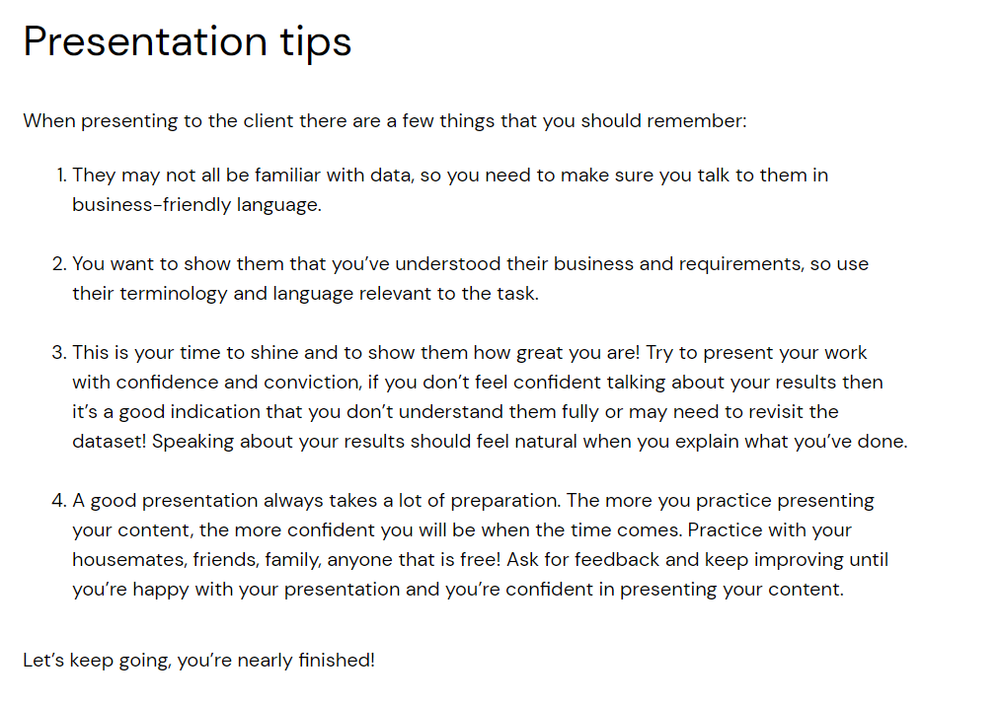 Presentation tips
When presenting to the client there are a few things that you should remember:
1. They may not all be familiar with data, so you need to make sure you talk to them in
business-friendly language.
2. You want to show them that you’ve understood their business and requirements, so use
their terminology and language relevant to the task.
3. This is your time to shine and to show them how great you are! Try to present your work
with confidence and conviction, if you don’t feel confident talking about your results then
it’s a good indication that you don’t understand them fully or may need to revisit the
dataset! Speaking about your results should feel natural when you explain what you’ve done.
4. A good presentation always takes a lot of preparation. The more you practice presenting
your content, the more confident you will be when the time comes. Practice with your
housemates, friends, family, anyone that is free! Ask for feedback and keep improving until
you’re happy with your presentation and you’re confident in presenting your content.
Let’s keep going, you’re nearly finished!